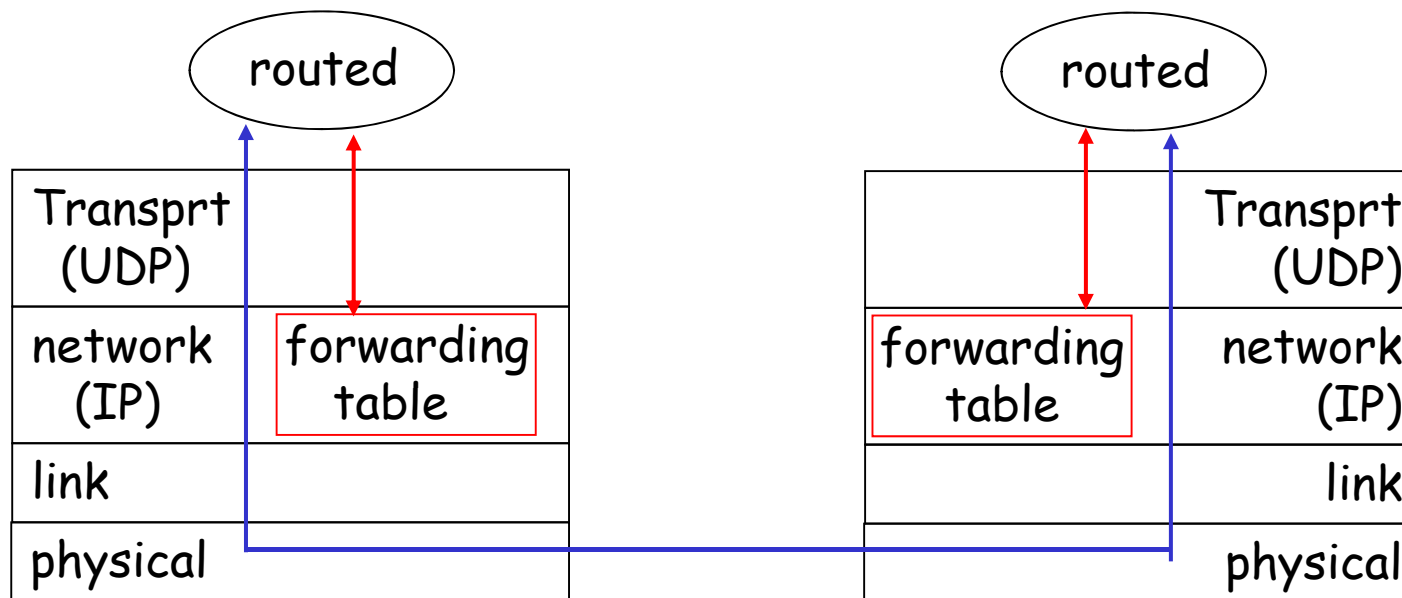 routed
routed
Transprt
(UDP)
Transprt
(UDP)
network
(IP)
forwarding
table
forwarding
table
network
(IP)
link
link
physical
physical